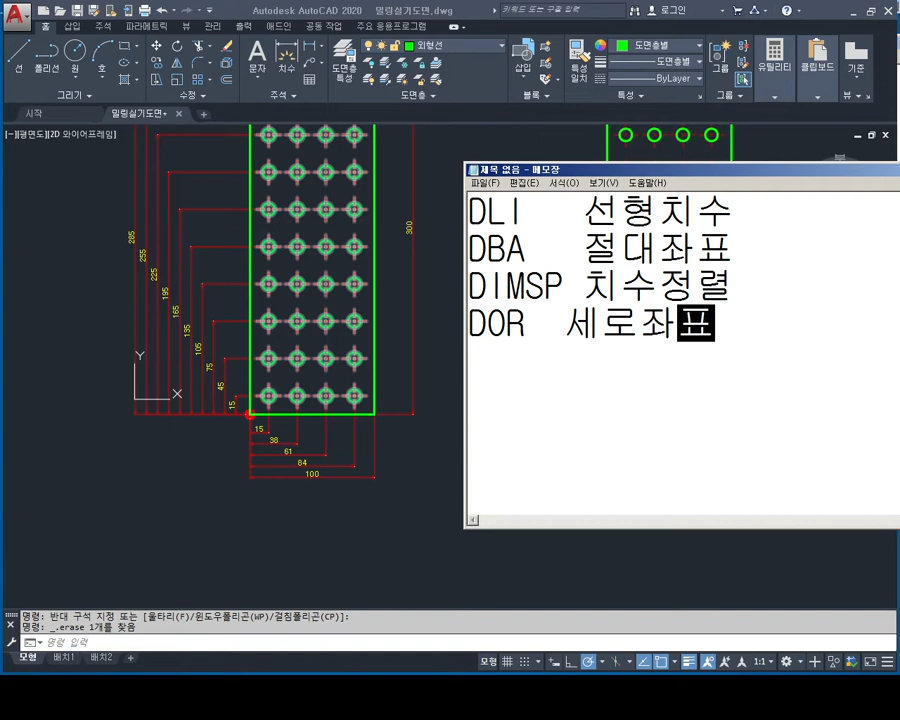 Autodesk AutoCAD 2020 밀링실기도면.dwg
키워드 또는 구문 입력
로그인
홈 삽입 주석 파라메트릭 뷰 관리 출력 애드인 공동 작업 주요 응용프로그램
선 폴리선 원 호
문자 치수
도면층 특성
외형선
삽입
특성 일치
도면층별
도면층별
ByLayer
그룹
유틸리티
클립보드
기준
그리기 수정 주석 도면층 블록 특성 그룹 뷰
시작 밀링실기도면*
[−][평면도][2D 와이어프레임]
제목 없음 - 메모장
파일(F) 편집(E) 서식(O) 보기(V) 도움말(H)
DLI 선형치수
DBA 절대좌표
DIMSP 치수정렬
DOR 세로좌표
285
255
225
195
165
135
105
75
45
15
300
Y
X
15
38
61
84
100
명령: 반대 구석 지정 또는 [울타리(F)/윈도우폴리곤(WP)/걸침폴리곤(CP)]:
명령: _.erase 1개를 찾음
명령 입력
모형 배치1 배치2
모형
1:1